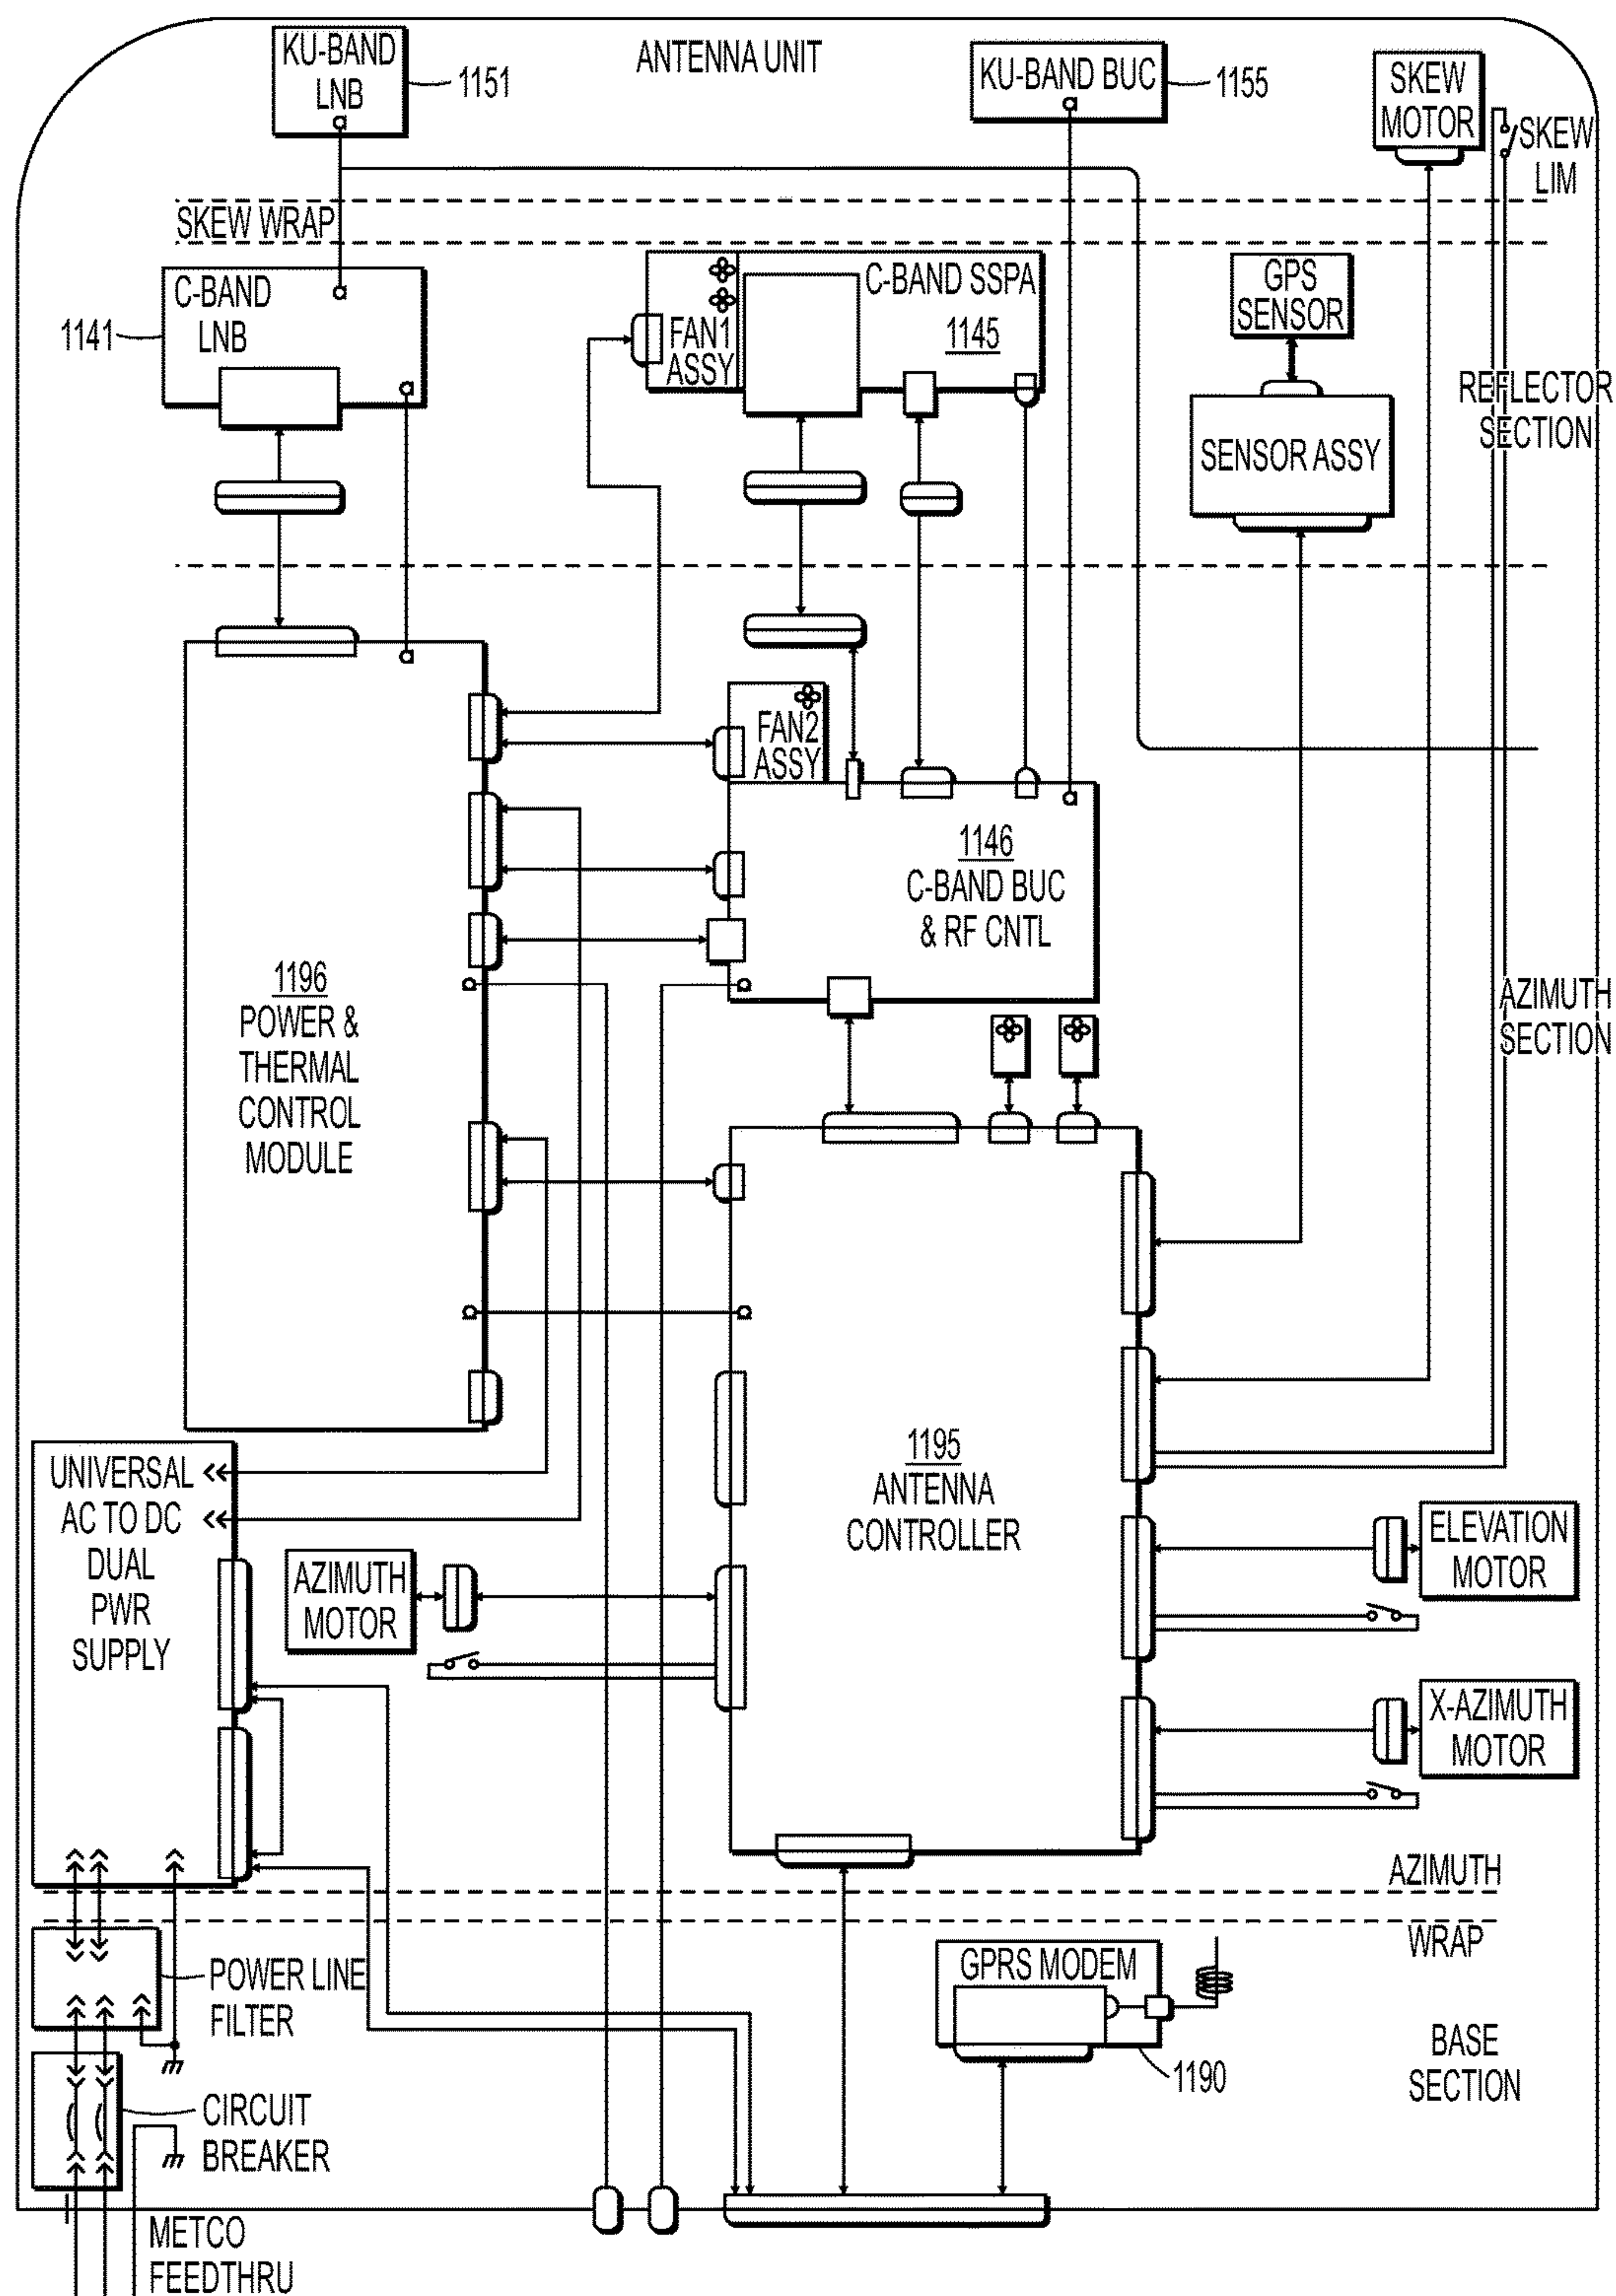 KU-BAND
LNB
1151
ANTENNA UNIT
KU-BAND BUC
1155
SKEW
MOTOR
SKEW
LIM
SKEW WRAP
C-BAND
LNB
1141
FAN1
ASSY
C-BAND SSPA
1145
GPS
SENSOR
REFLECTOR
SECTION
SENSOR ASSY
FAN2
ASSY
1146
C-BAND BUC
& RF CNTL
1196
POWER &
THERMAL
CONTROL
MODULE
AZIMUTH
SECTION
1195
ANTENNA
CONTROLLER
UNIVERSAL
AC TO DC
DUAL
PWR
SUPPLY
AZIMUTH
MOTOR
ELEVATION
MOTOR
X-AZIMUTH
MOTOR
AZIMUTH
WRAP
POWER LINE
FILTER
GPRS MODEM
1190
BASE
SECTION
CIRCUIT
BREAKER
METCO
FEEDTHRU